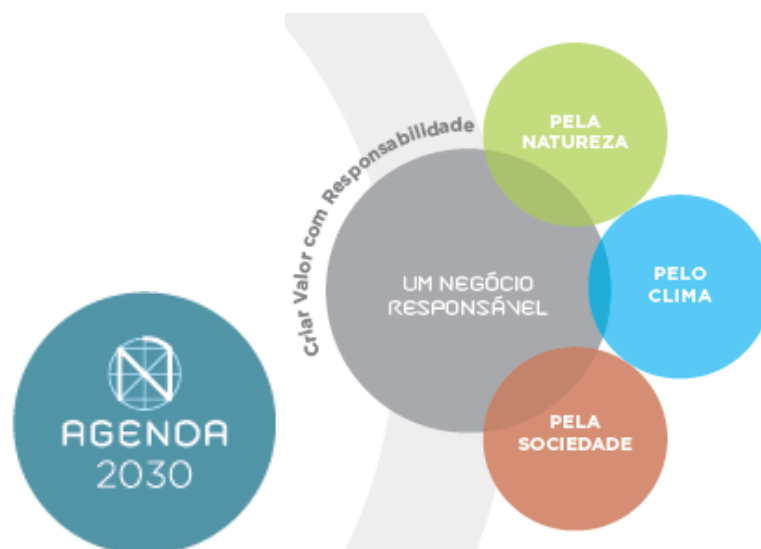 Criar Valor com Responsabilidade
PELA
NATUREZA
UM NEGÓCIO
RESPONSÁVEL
PELO
CLIMA
PELA
SOCIEDADE
N
AGENDA
2030